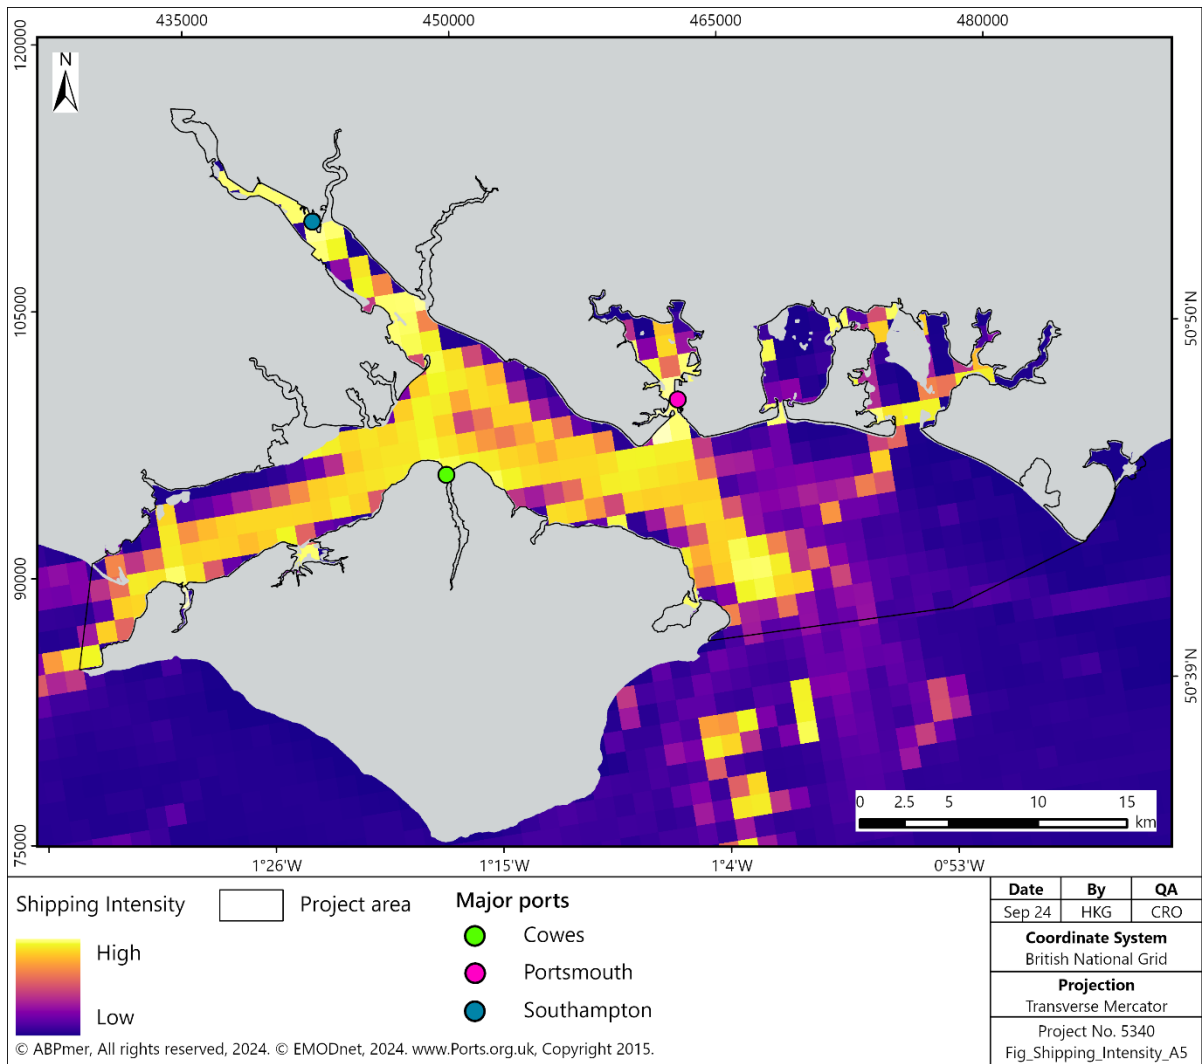 435000 450000 465000 480000
120000
N
105000
50°50'N
90000
50°39'N
0 2.5 5 10 15
km
75000
1°26'W 1°15'W 1°4'W 0°53'W
Shipping Intensity Project area Major ports
High
Low
Cowes
Portsmouth
Southampton
Date By QA
Sep 24 HKG CRO
Coordinate System
British National Grid
Projection
Transverse Mercator
Project No. 5340
Fig_Shipping_Intensity_A5
© ABPmer, All rights reserved, 2024. © EMODnet, 2024. www.Ports.org.uk, Copyright 2015.